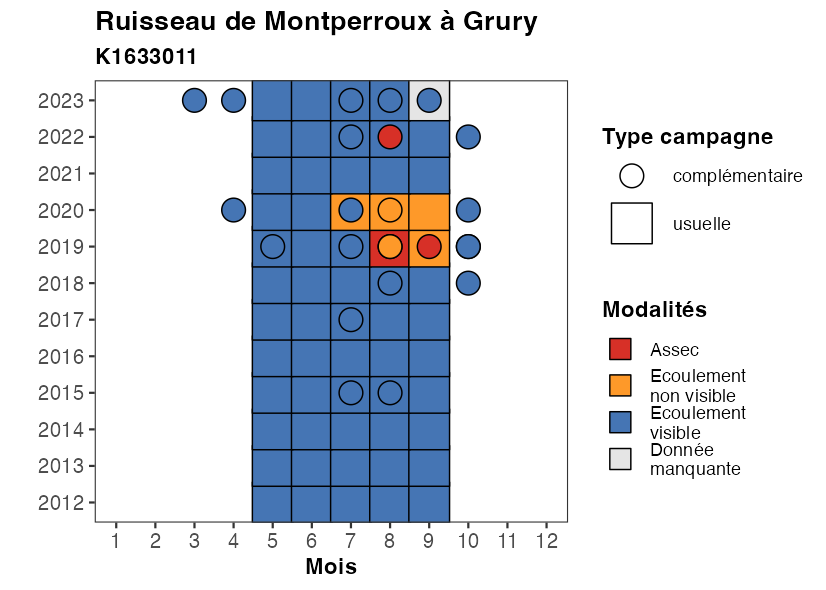 Ruisseau de Montperroux à Grury
K1633011
2023
2022
2021
2020
2019
2018
2017
2016
2015
2014
2013
2012
1 2 3 4 5 6 7 8 9 10 11 12
Mois
Type campagne
complémentaire
usuelle
Modalités
Assec
Ecoulement
non visible
Ecoulement
visible
Donnée
manquante